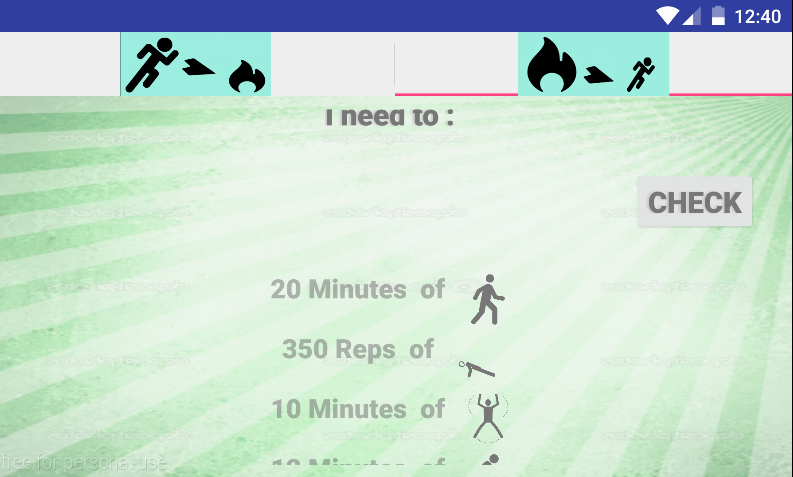 12:40
I need to :
CHECK
20 Minutes of
350 Reps of
10 Minutes of
Minutes of
free for personal use